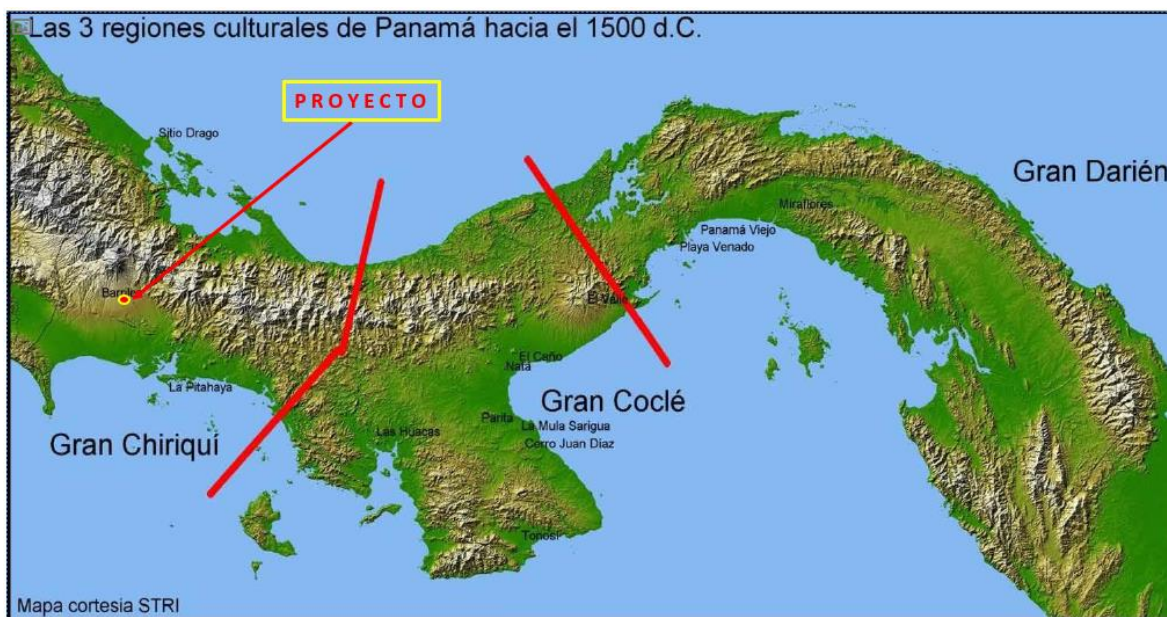 Las 3 regiones culturales de Panamá hacia el 1500 d.C.
PROYECTO
Sitio Drago
Gran Darién
Miraflores
Panamá Viejo
Playa Venado
El Valle
El Caño
Natá
La Pitahaya
Gran Coclé
Parita
La Mula Sarigua
Las Huacas
Cerro Juan Díaz
Gran Chiriquí
Tonosí
Mapa cortesia STRI